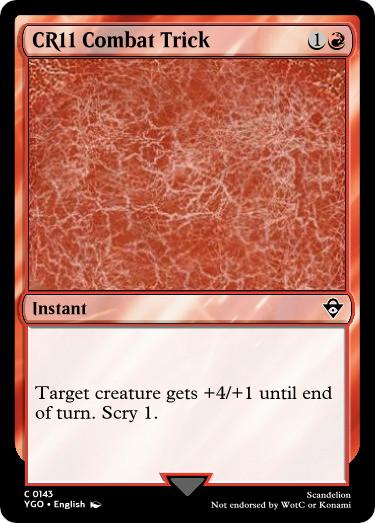 CR11 Combat Trick 1
Instant
Target creature gets +4/+1 until end
of turn. Scry 1.
C 0143
YGO • English
Scandelion
Not endorsed by WotC or Konami